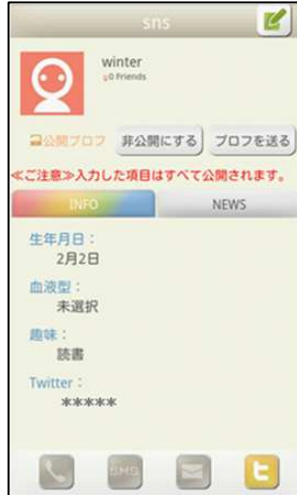 sns
winter
0 Friends
公開プロフ
非公開にする
プロフを送る
≪ご注意≫入力した項目はすべて公開されます。
INFO
NEWS
生年月日：
2月2日
血液型：
未選択
趣味：
読書
Twitter：
*****
SMS
t